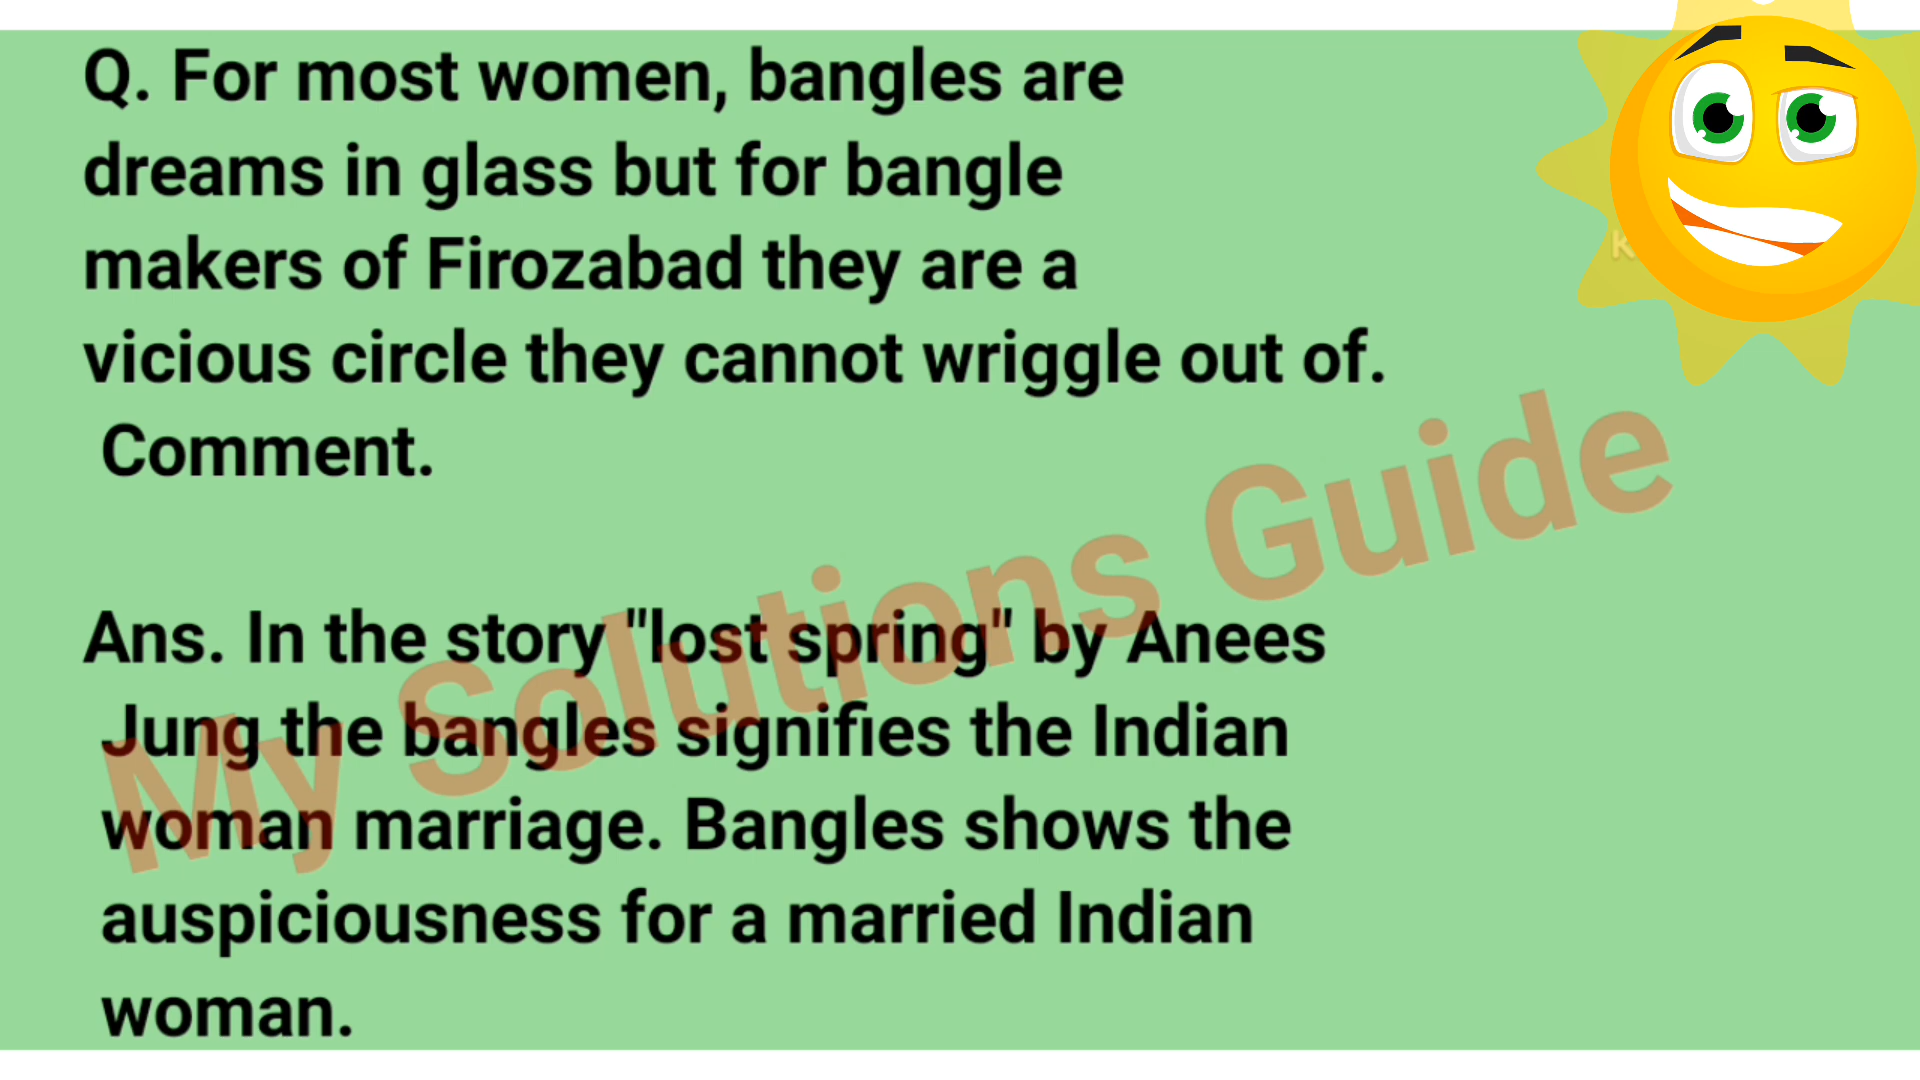 Q. For most women, bangles are
dreams in glass but for bangle
makers of Firozabad they are a
vicious circle they cannot wriggle out of.
Comment.
Ans. In the story "lost spring" by Anees
Jung the bangles signifies the Indian
woman marriage. Bangles shows the
auspiciousness for a married Indian
woman.
My Solutions Guide